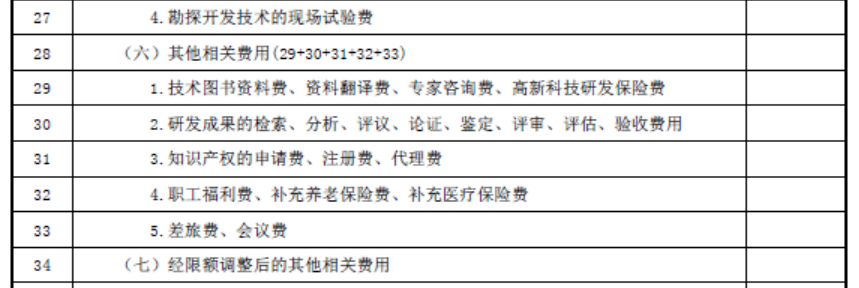 27 4.勘探开发技术的现场试验费
28 （六）其他相关费用(29+30+31+32+33)
29 1.技术图书资料费、资料翻译费、专家咨询费、高新科技研发保险费
30 2.研发成果的检索、分析、评议、论证、鉴定、评审、评估、验收费用
31 3.知识产权的申请费、注册费、代理费
32 4.职工福利费、补充养老保险费、补充医疗保险费
33 5.差旅费、会议费
34 （七）经限额调整后的其他相关费用